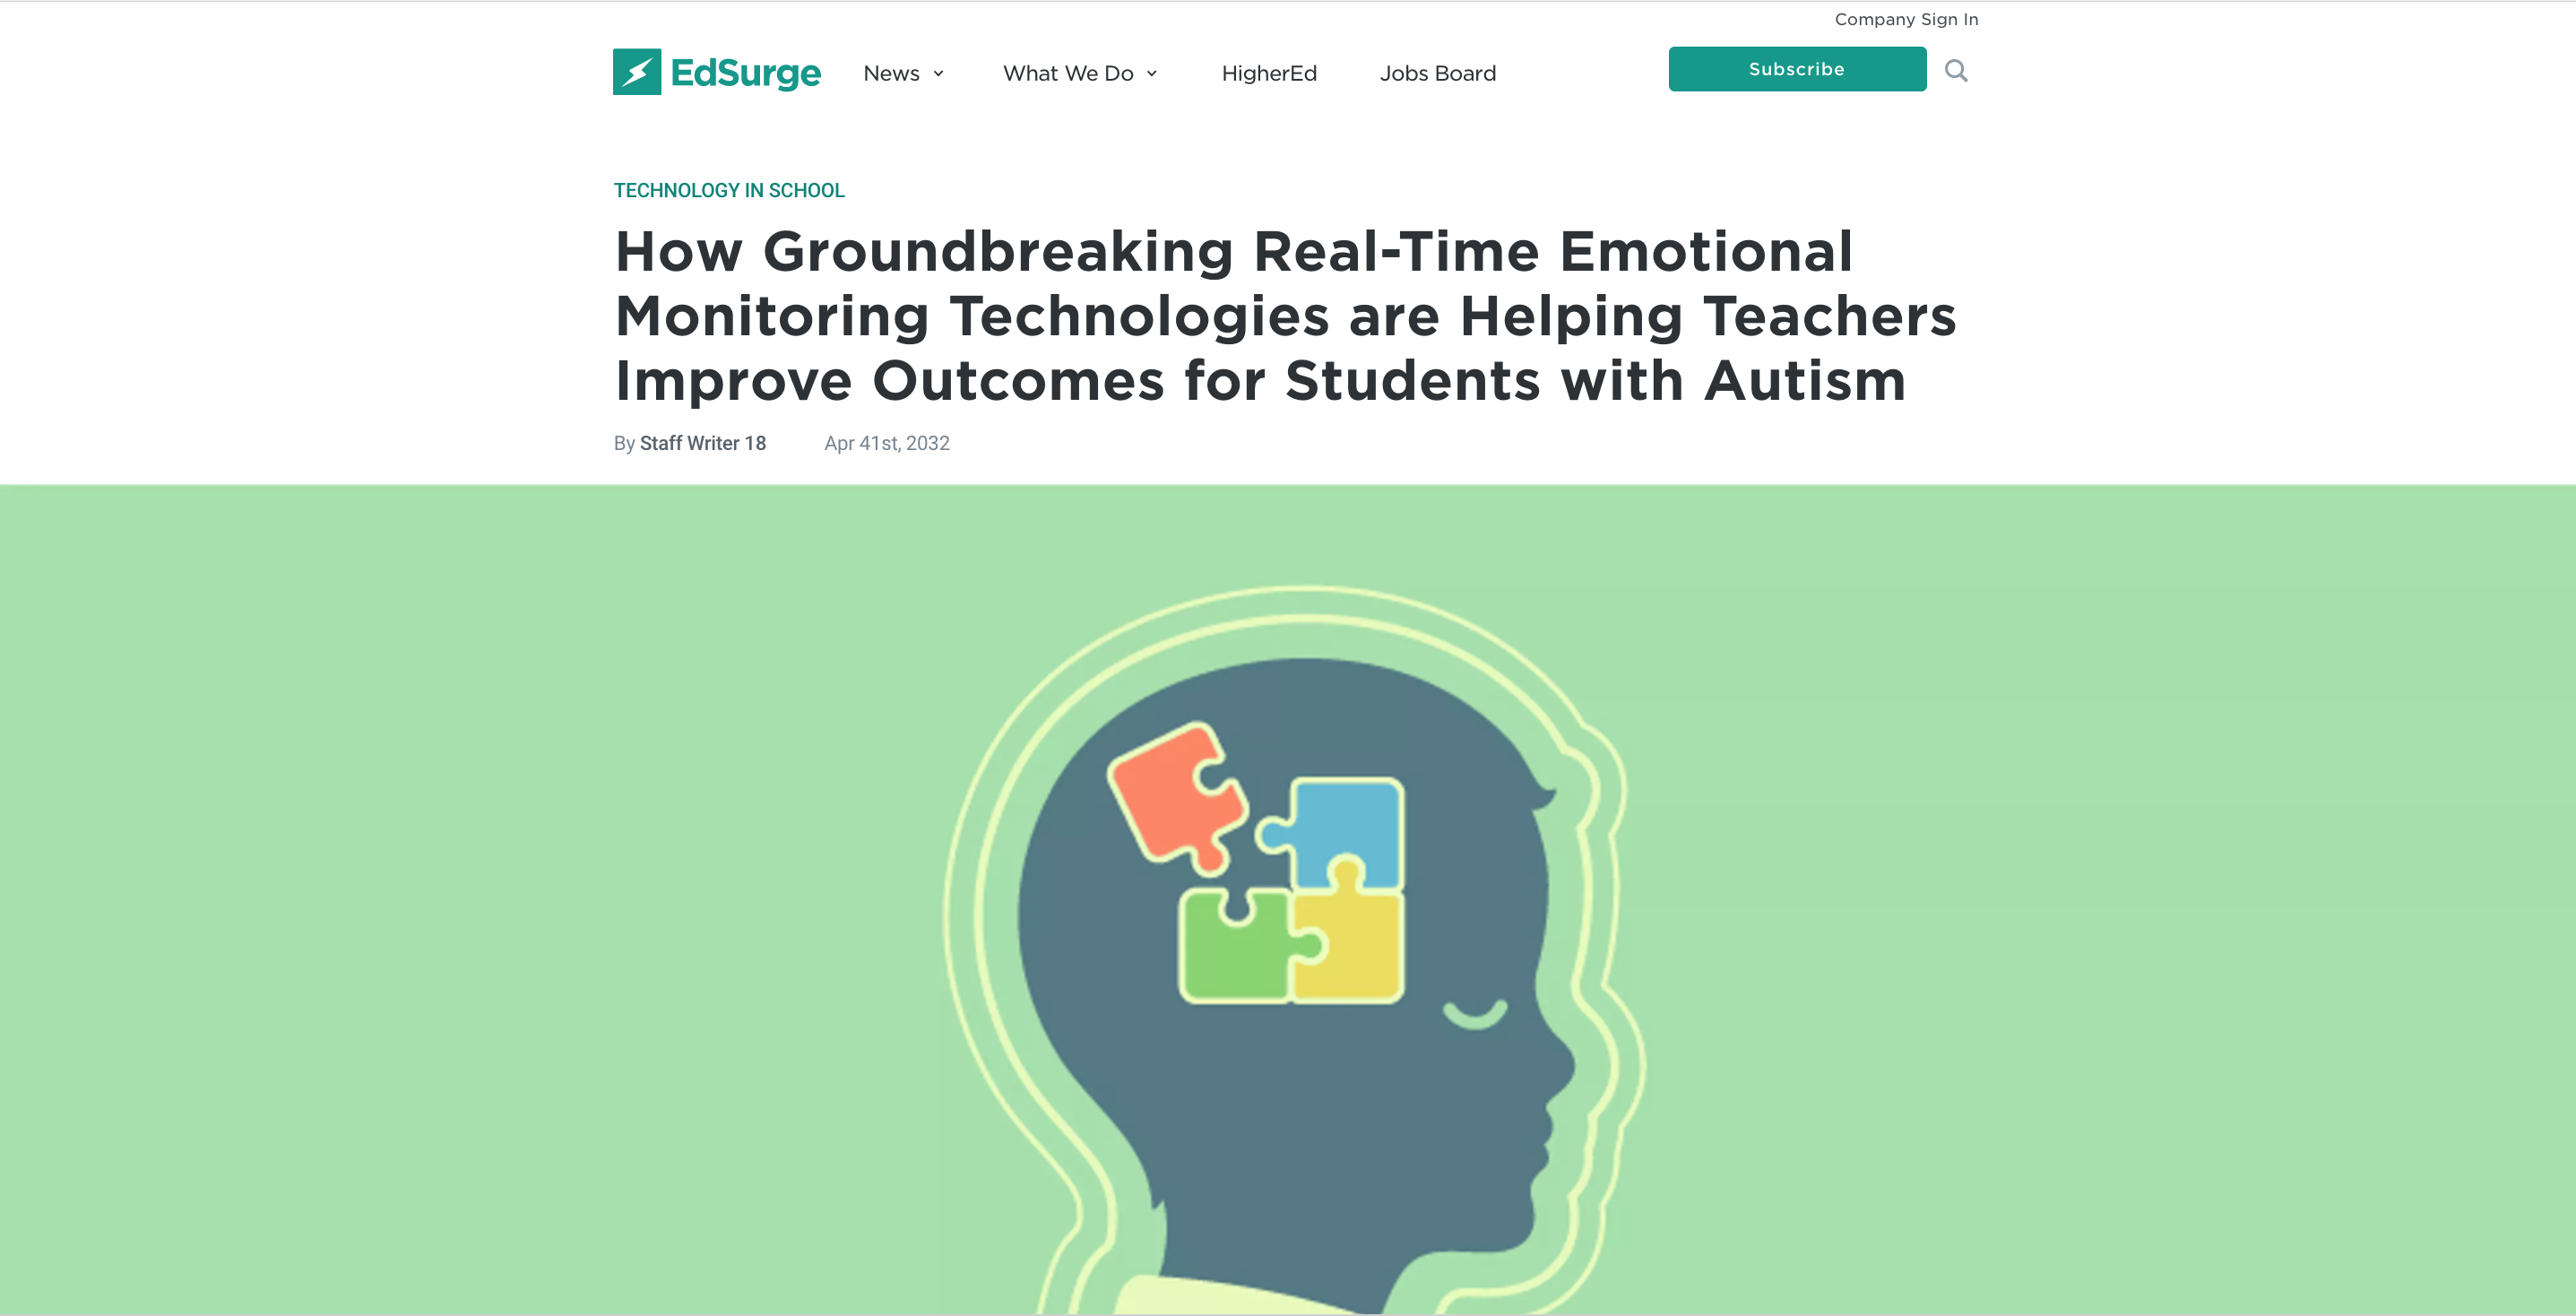 Company Sign In
EdSurge News What We Do HigherEd Jobs Board Subscribe
TECHNOLOGY IN SCHOOL
How Groundbreaking Real-Time Emotional
Monitoring Technologies are Helping Teachers
Improve Outcomes for Students with Autism
By Staff Writer 18 Apr 41st, 2032